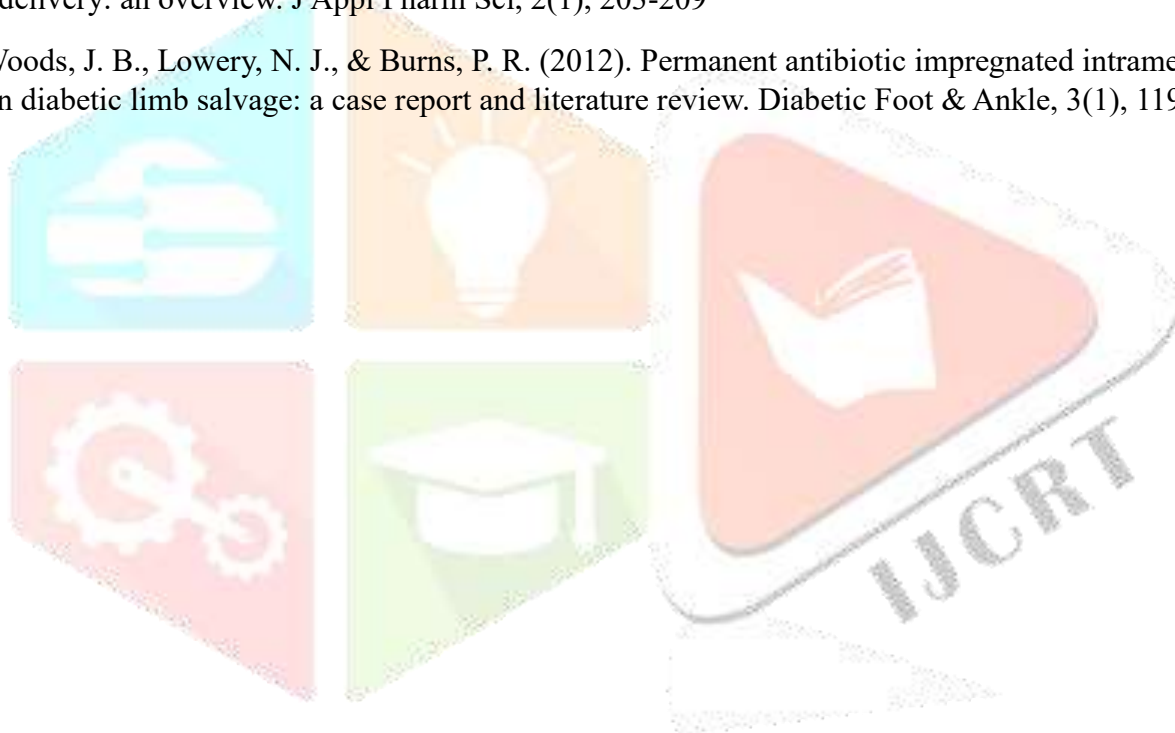 delivery: an overview. J Appl Pharm Sci, 2(1), 203-209
Woods, J. B., Lowery, N. J., & Burns, P. R. (2012). Permanent antibiotic impregnated intrame
n diabetic limb salvage: a case report and literature review. Diabetic Foot & Ankle, 3(1), 119
IJCRT